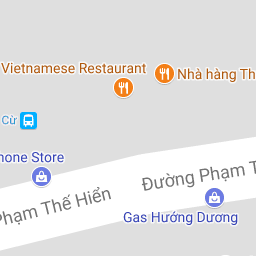 Vietnamese Restaurant
Nhà hàng Th
Cừ
hone Store
Đường Phạm T
Phạm Thế Hiển
Gas Hướng Dương